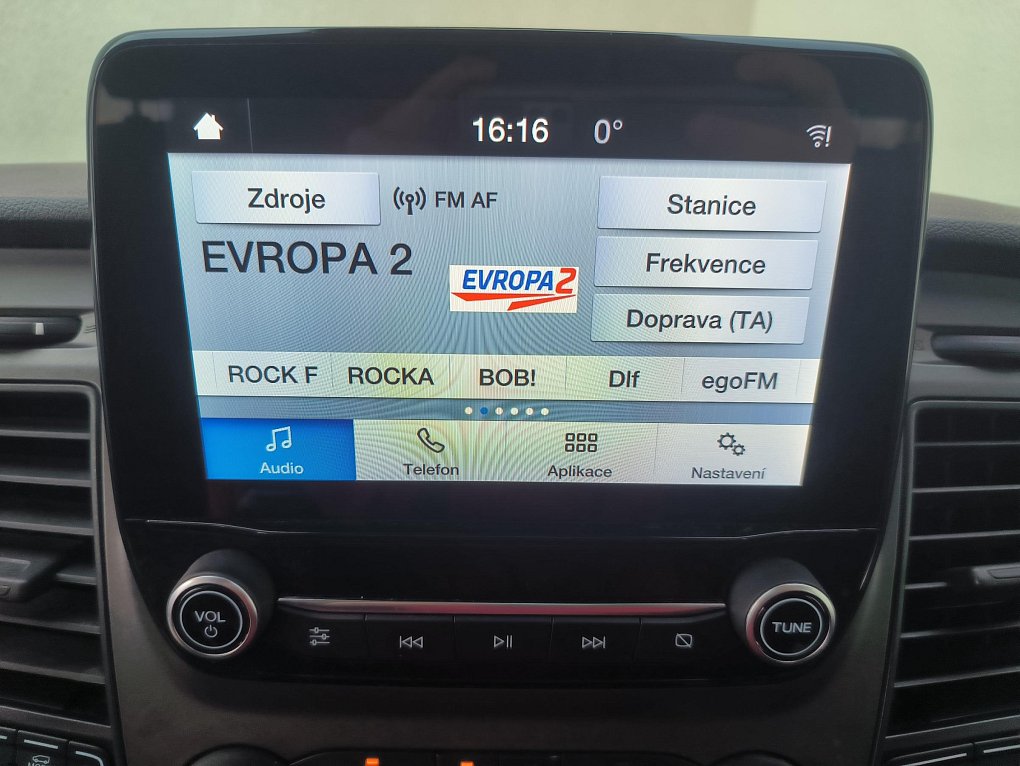 16:16 0°
Zdroje FM AF Stanice
EVROPA 2 Frekvence
EVROPA 2
Doprava (TA)
ROCK F ROCKA BOB! Dlf egoFM
Audio Telefon Aplikace Nastavení
VOL TUNE